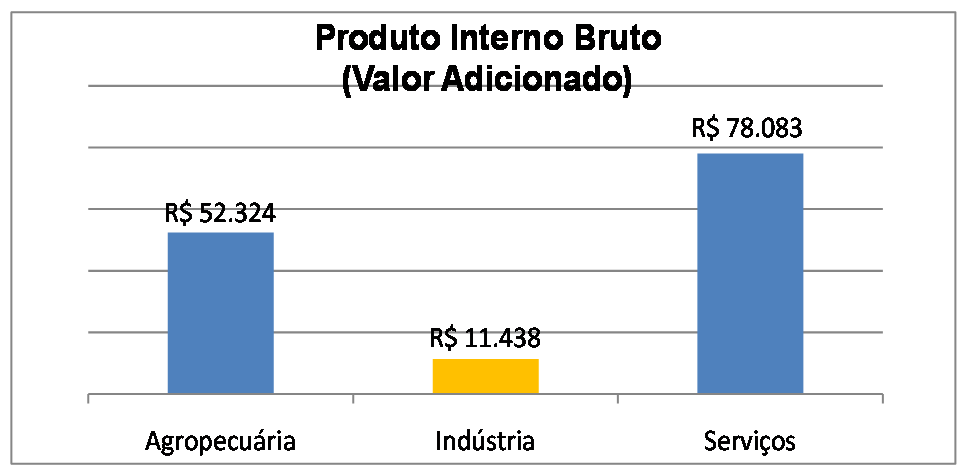 Produto Interno Bruto
(Valor Adicionado)
R$ 78.083
R$ 52.324
R$ 11.438
Agropecuária
Indústria
Serviços